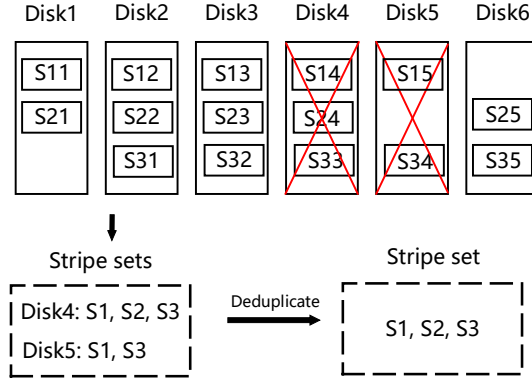 Disk1 Disk2 Disk3 Disk4 Disk5 Disk6
S11 S12 S13 S14 S15
S21 S22 S23 S24 S25
S31 S32 S33 S34 S35
Stripe sets
Disk4: S1, S2, S3
Disk5: S1, S3
Deduplicate
Stripe set
S1, S2, S3